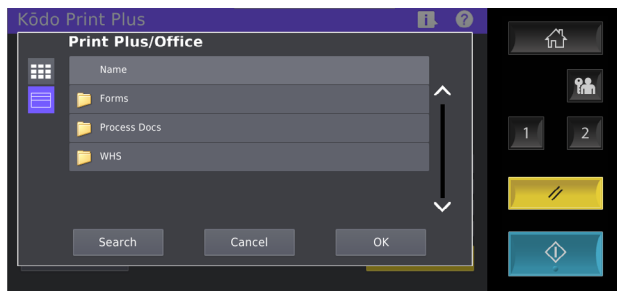 Kōdo Print Plus
Print Plus/Office
Name
Forms
Process Docs
WHS
Search
Cancel
OK
1
2